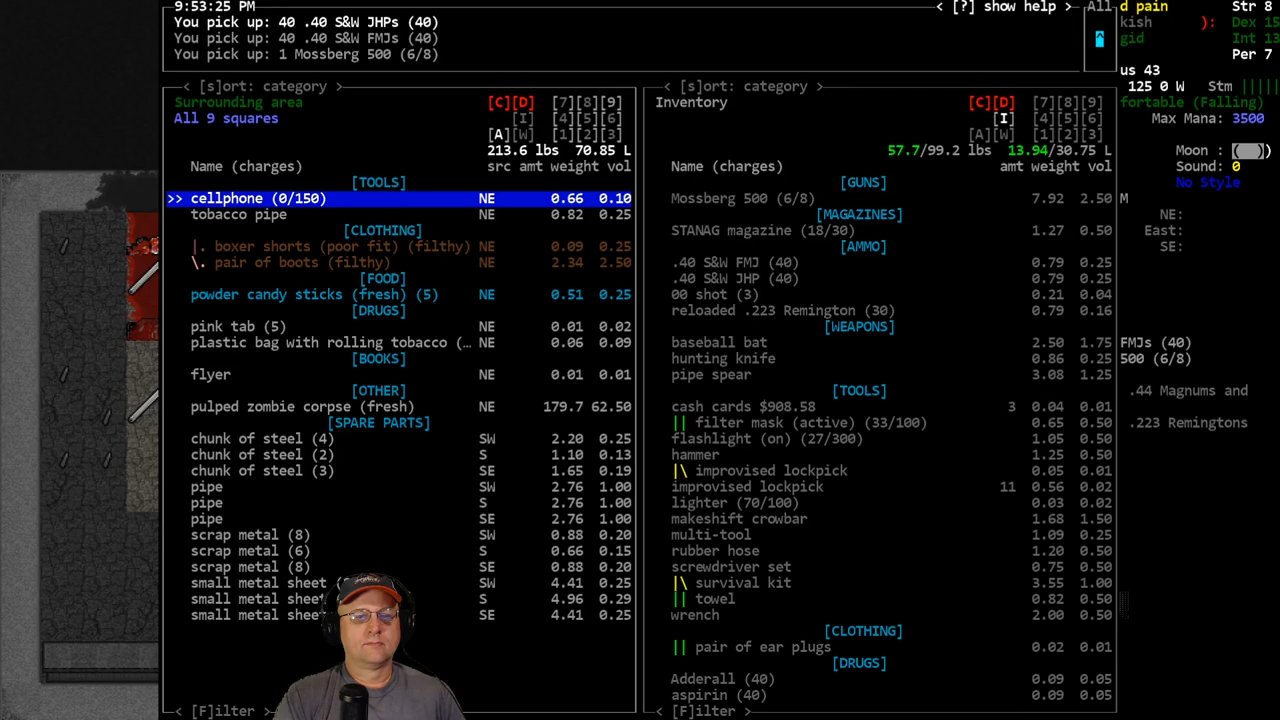 9:53:25 PM
< [?] show help >
All
d pain
Str 8
You pick up: 40 .40 S&W JHPs (40)
kish ): Dex 15
You pick up: 40 .40 S&W FMJs (40)
gid Int 13
You pick up: 1 Mossberg 500 (6/8)
^
Per 7
us 43
< [s]ort: category >
< [s]ort: category >
125 0 W Stm |||||
Surrounding area
[C][D] [7][8][9]
Inventory
[C][D] [7][8][9]
fortable (Falling)
All 9 squares
[I] [4][5][6]
[I] [4][5][6]
Max Mana: 3500
[A][W] [1][2][3]
[A][W] [1][2][3]
213.6 lbs 70.85 L
57.7/99.2 lbs 13.94/30.75 L
Moon : ( )
Name (charges) src amt weight vol
Name (charges) amt weight vol
Sound: 0
[TOOLS]
[GUNS]
No Style
>> cellphone (0/150) NE 0.66 0.10
Mossberg 500 (6/8) 7.92 2.50
M
tobacco pipe NE 0.82 0.25
[MAGAZINES]
NE:
[CLOTHING]
STANAG magazine (18/30) 1.27 0.50
East:
|. boxer shorts (poor fit) (filthy) NE 0.09 0.25
[AMMO]
SE:
\. pair of boots (filthy) NE 2.34 2.50
.40 S&W FMJ (40) 0.79 0.25
[FOOD]
.40 S&W JHP (40) 0.79 0.25
powder candy sticks (fresh) (5) NE 0.51 0.25
00 shot (3) 0.21 0.04
[DRUGS]
reloaded .223 Remington (30) 0.79 0.16
pink tab (5) NE 0.01 0.02
[WEAPONS]
plastic bag with rolling tobacco (… NE 0.06 0.09
baseball bat 2.50 1.75
FMJs (40)
[BOOKS]
hunting knife 0.86 0.25
500 (6/8)
flyer NE 0.01 0.01
pipe spear 3.08 1.25
[OTHER]
[TOOLS]
.44 Magnums and
pulped zombie corpse (fresh) NE 179.7 62.50
cash cards $908.58 3 0.04 0.01
[SPARE PARTS]
|| filter mask (active) (33/100) 0.65 0.50
.223 Remingtons
chunk of steel (4) SW 2.20 0.25
flashlight (on) (27/300) 1.05 0.50
chunk of steel (2) S 1.10 0.13
hammer 1.25 0.50
chunk of steel (3) SE 1.65 0.19
|\ improvised lockpick 0.05 0.01
pipe SW 2.76 1.00
improvised lockpick 11 0.56 0.02
pipe S 2.76 1.00
lighter (70/100) 0.03 0.02
pipe SE 2.76 1.00
makeshift crowbar 1.68 1.50
scrap metal (8) SW 0.88 0.20
multi-tool 1.09 0.25
scrap metal (6) S 0.66 0.15
rubber hose 1.20 0.50
scrap metal (8) SE 0.88 0.20
screwdriver set 0.75 0.50
small metal sheet ( SW 4.41 0.25
|\ survival kit 3.55 1.00
small metal sheet S 4.96 0.29
|| towel 0.82 0.50
small metal sheet SE 4.41 0.25
wrench 2.00 0.50
[CLOTHING]
|| pair of ear plugs 0.02 0.01
[DRUGS]
Adderall (40) 0.09 0.05
aspirin (40) 0.09 0.05
< [F]ilter >
< [F]ilter >